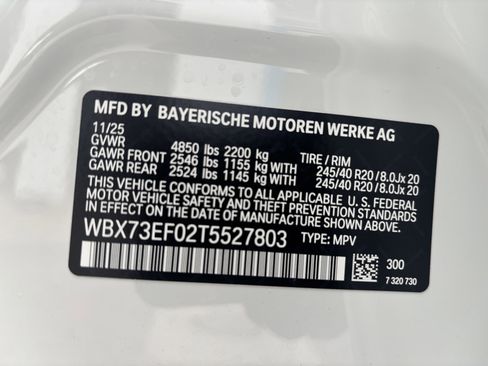 MFD BY BAYERISCHE MOTOREN WERKE AG
11/25
GVWR 4850 lbs 2200 kg TIRE / RIM
GAWR FRONT 2546 lbs 1155 kg WITH 245/40 R20 / 8.0Jx 20
GAWR REAR 2524 lbs 1145 kg WITH 245/40 R20 / 8.0Jx 20
THIS VEHICLE CONFORMS TO ALL APPLICABLE U. S. FEDERAL
MOTOR VEHICLE SAFETY AND THEFT PREVENTION STANDARDS
IN EFFECT ON THE DATE OF MANUFACTURE SHOWN ABOVE.
WBX73EF02T5527803 TYPE: MPV
300
7 320 730